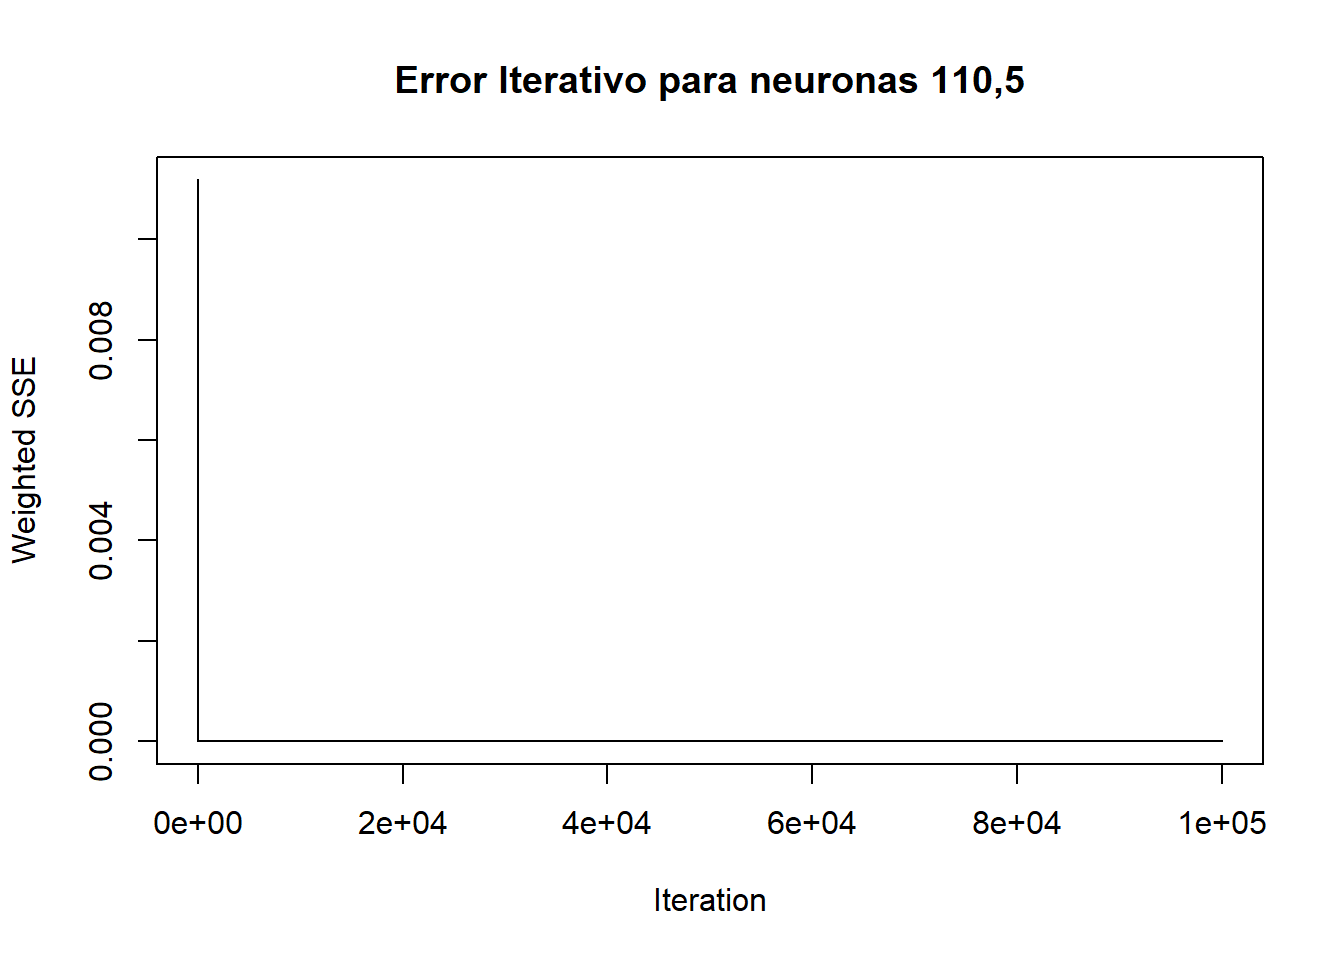 Error Iterativo para neuronas 110,5
Weighted SSE
0.008
0.004
0.000
0e+00 2e+04 4e+04 6e+04 8e+04 1e+05
Iteration